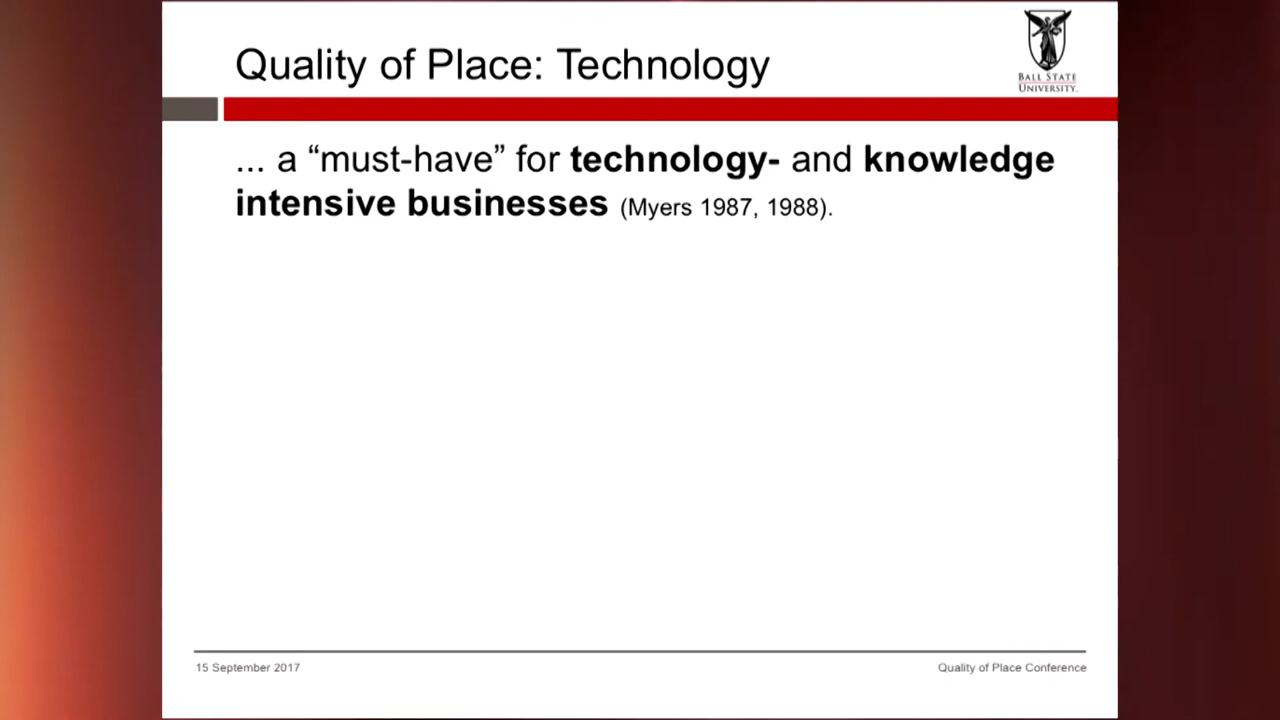 Quality of Place: Technology
BALL STATE
UNIVERSITY.
... a “must-have” for technology- and knowledge
intensive businesses (Myers 1987, 1988).
15 September 2017
Quality of Place Conference